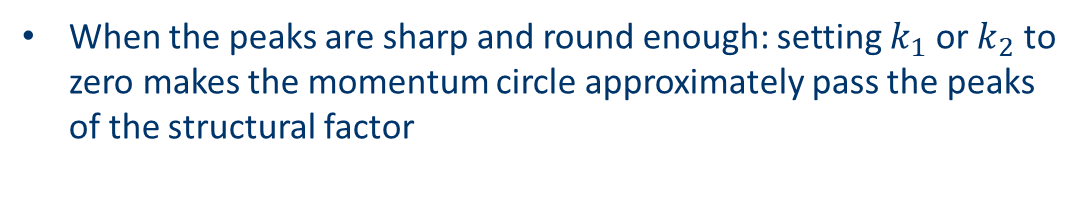 • When the peaks are sharp and round enough: setting k₁ or k₂ to
zero makes the momentum circle approximately pass the peaks
of the structural factor